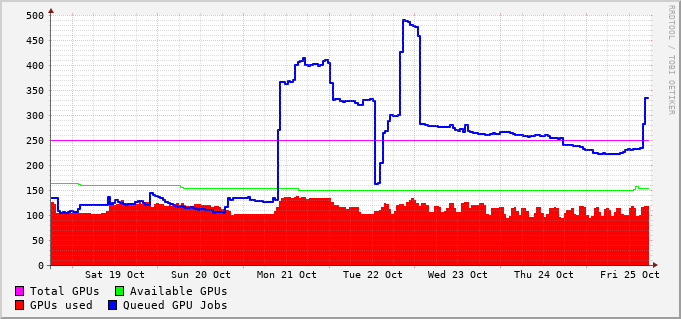 500
450
400
350
300
250
200
150
100
50
0
Sat 19 Oct Sun 20 Oct Mon 21 Oct Tue 22 Oct Wed 23 Oct Thu 24 Oct Fri 25 Oct
Total GPUs Available GPUs
GPUs used Queued GPU Jobs
RRDTOOL / TOBI OETIKER